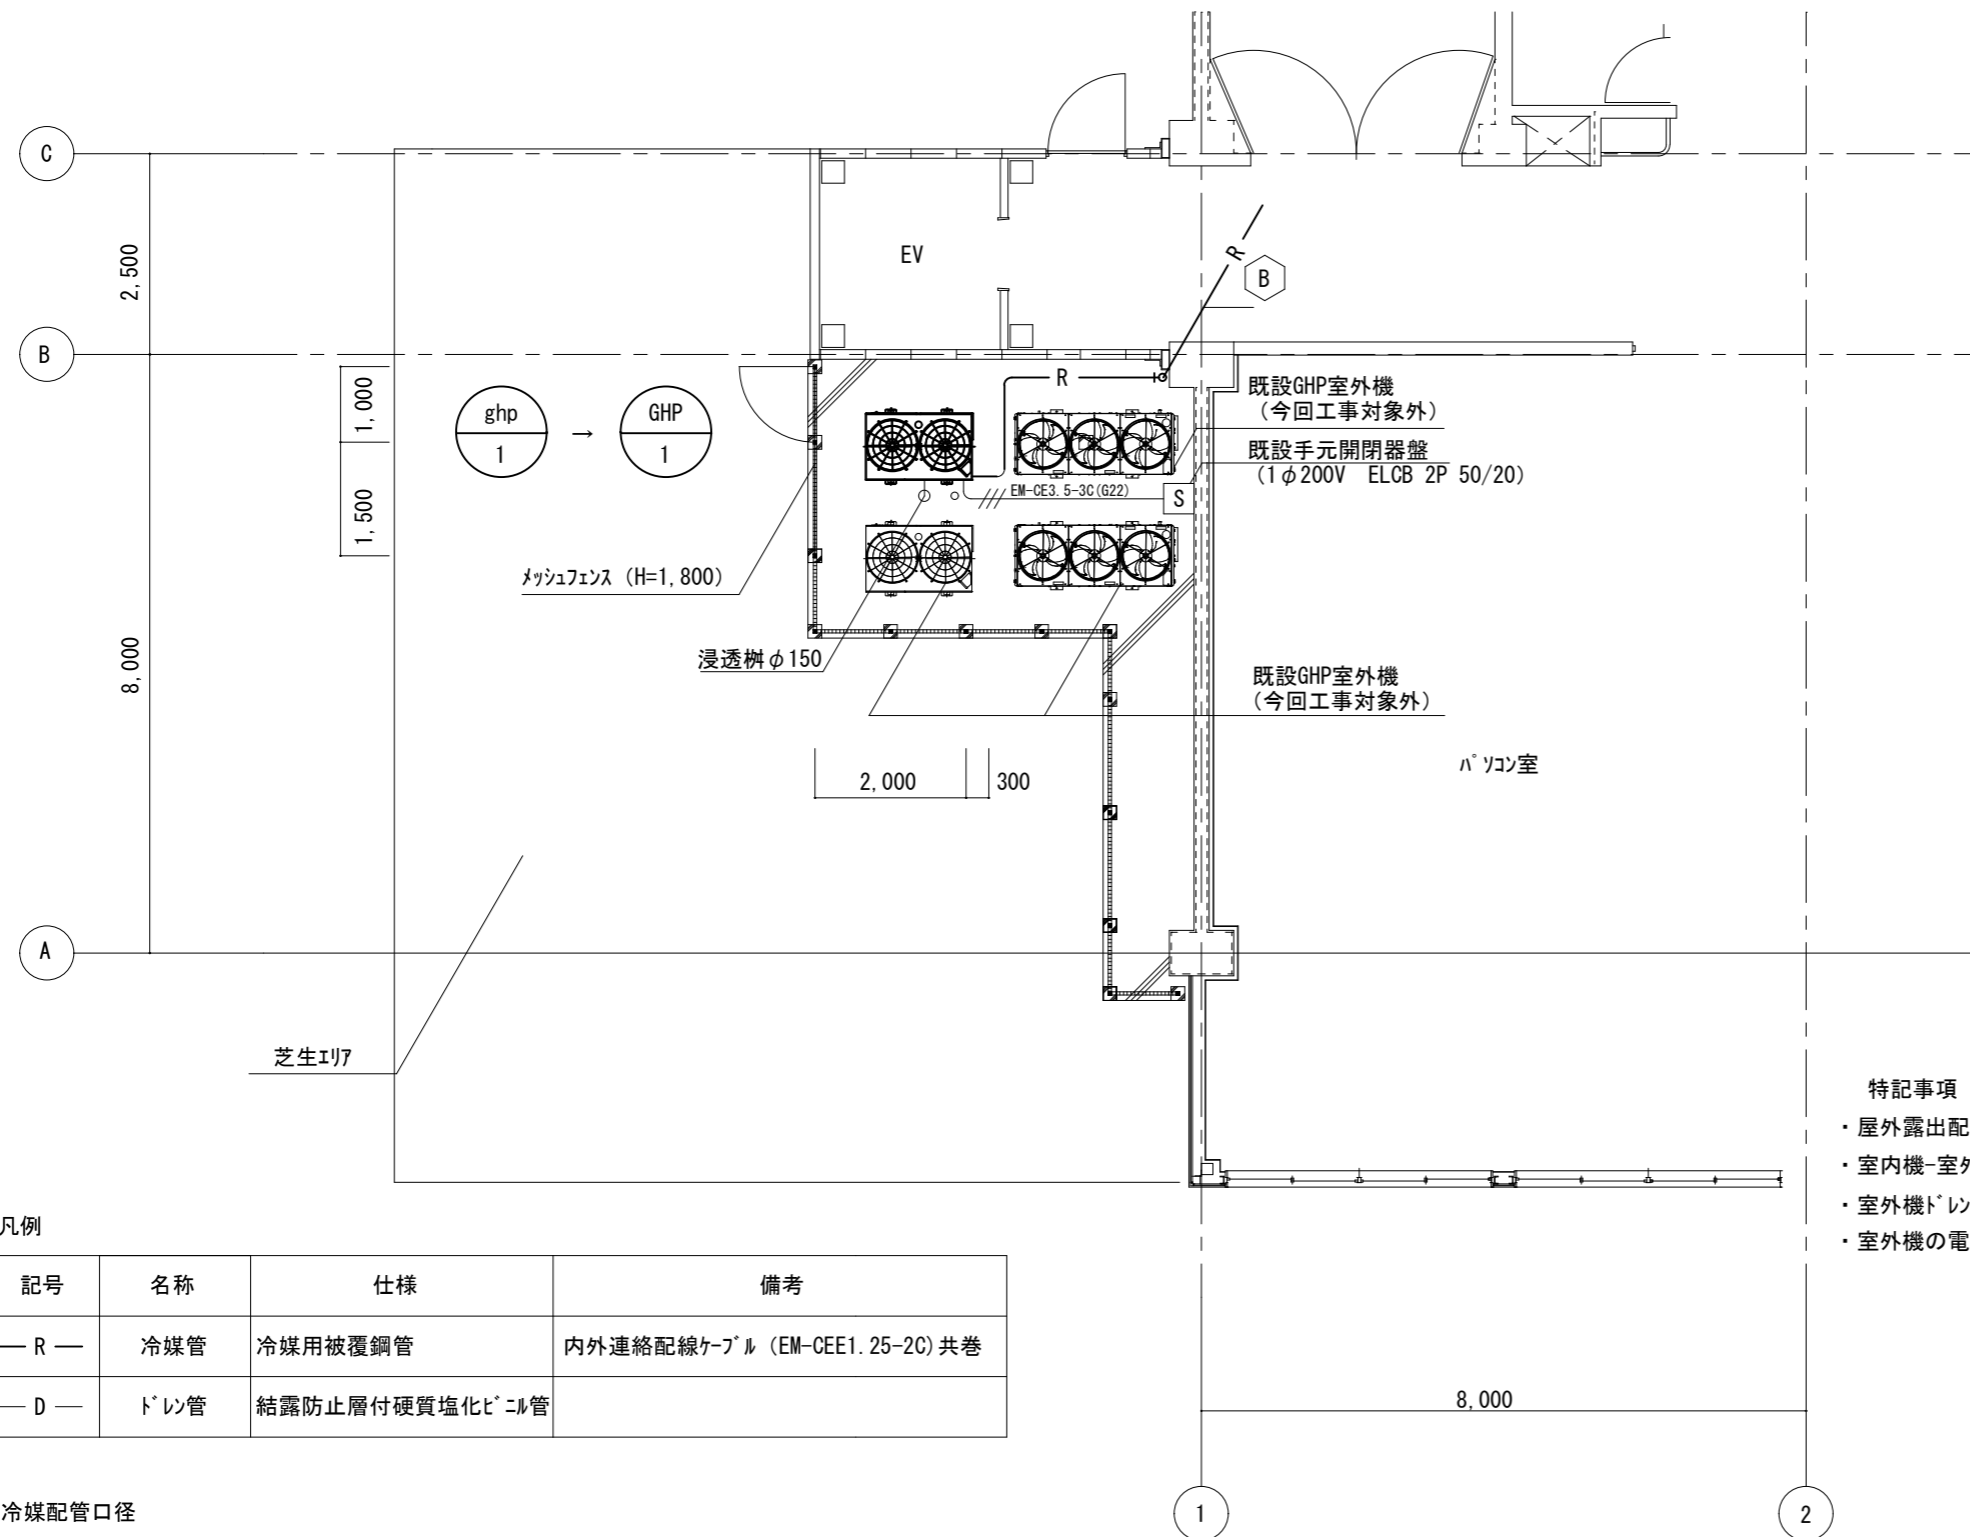 C
2,500
EV
R
B
B
1,000
ghp
1
→
GHP
1
R
既設GHP室外機
(今回工事対象外)
既設手元開閉器盤
(1φ200V ELCB 2P 50/20)
EM-CE3.5-3C(G22)
S
1,500
メッシュフェンス (H=1,800)
8,000
浸透桝φ150
既設GHP室外機
(今回工事対象外)
パソコン室
2,000
300
A
芝生エリア
特記事項
・屋外露出配
・室内機-室外
・室外機ドレン
・室外機の電
凡例
記号 名称 仕様 備考
R 冷媒管 冷媒用被覆鋼管 内外連絡配線ケーブル (EM-CEE1.25-2C)共巻
D ドレン管 結露防止層付硬質塩化ビニル管
8,000
冷媒配管口径
1
2